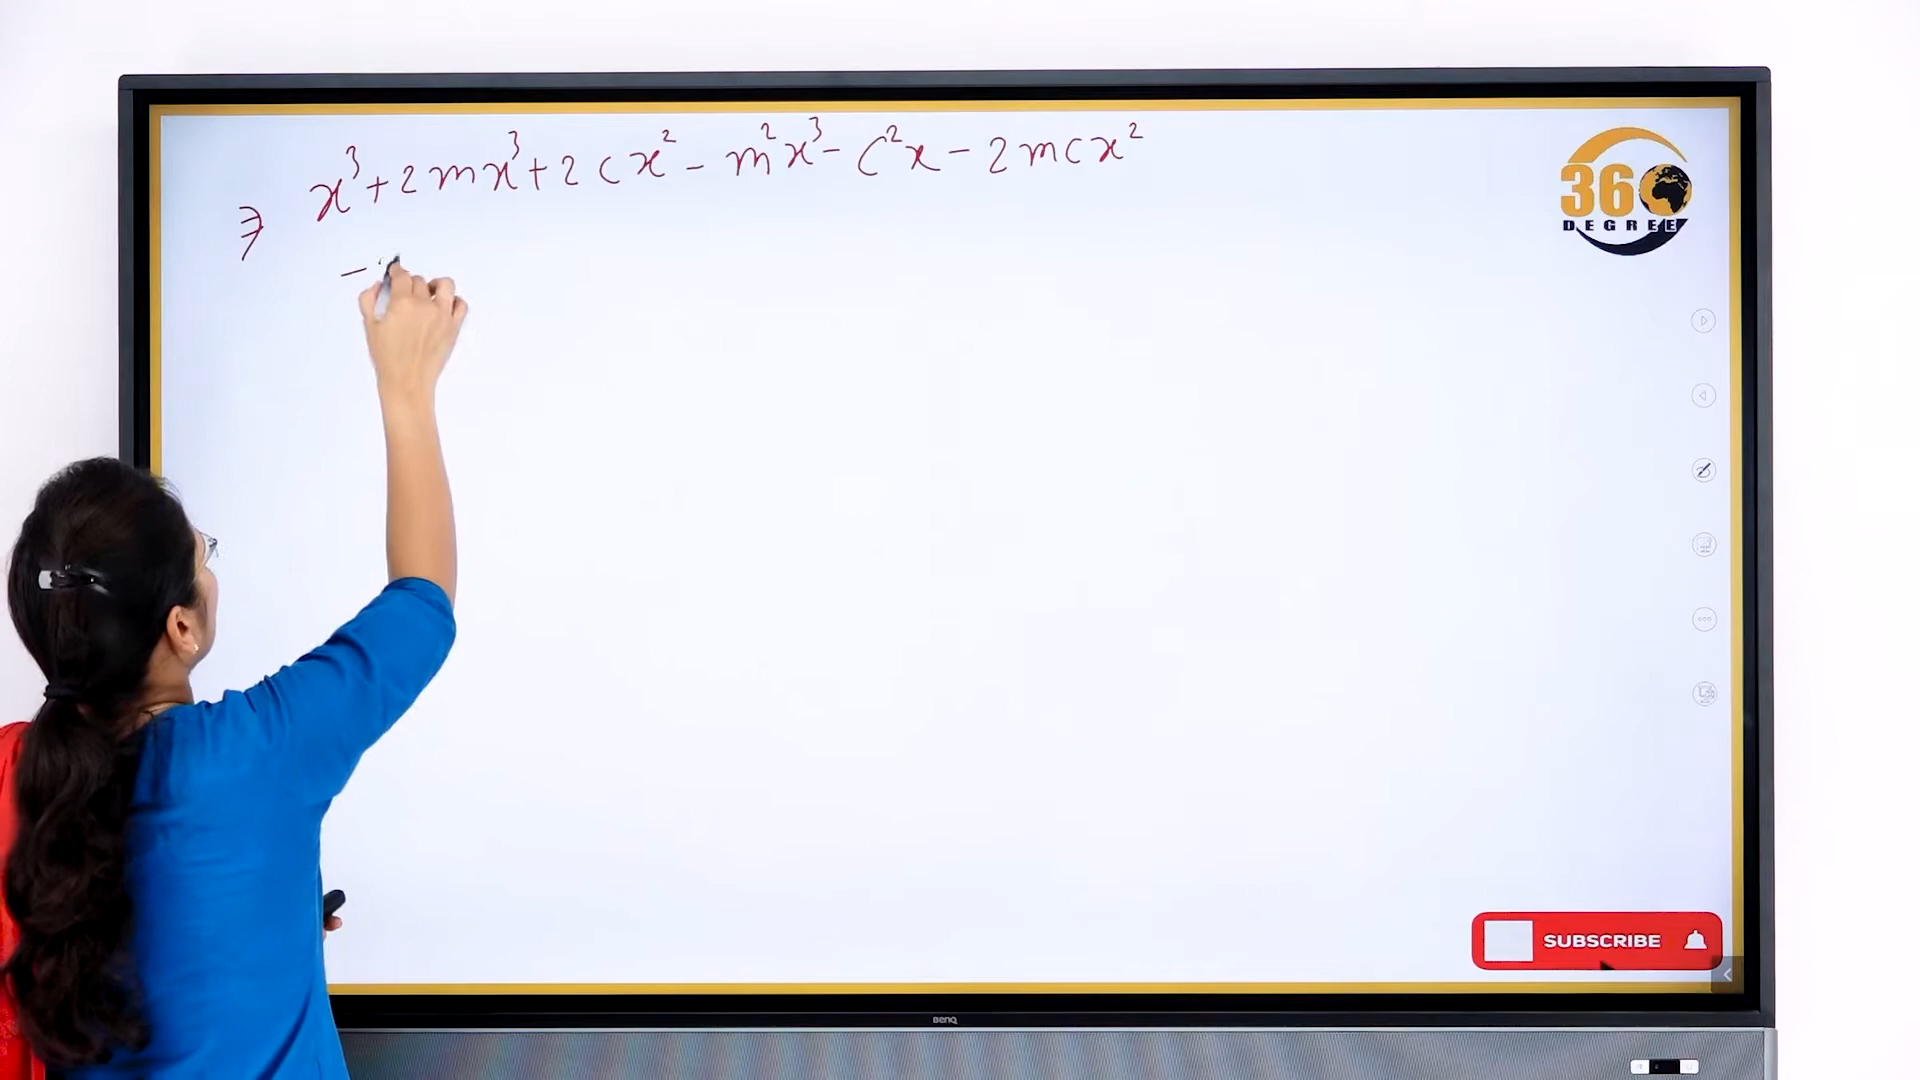 ⇒ x³ + 2mx³ + 2cx² - m²x³ - c²x - 2mcx²
-
360
DEGREE
SUBSCRIBE
BenQ